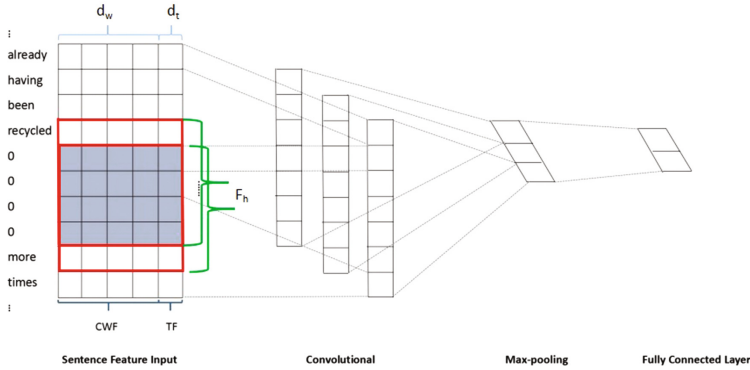 d_w d_t
⋮
already
having
been
recycled
0
0
0
0
more
times
⋮
F_h
CWF TF
Sentence Feature Input Convolutional Max-pooling Fully Connected Layer